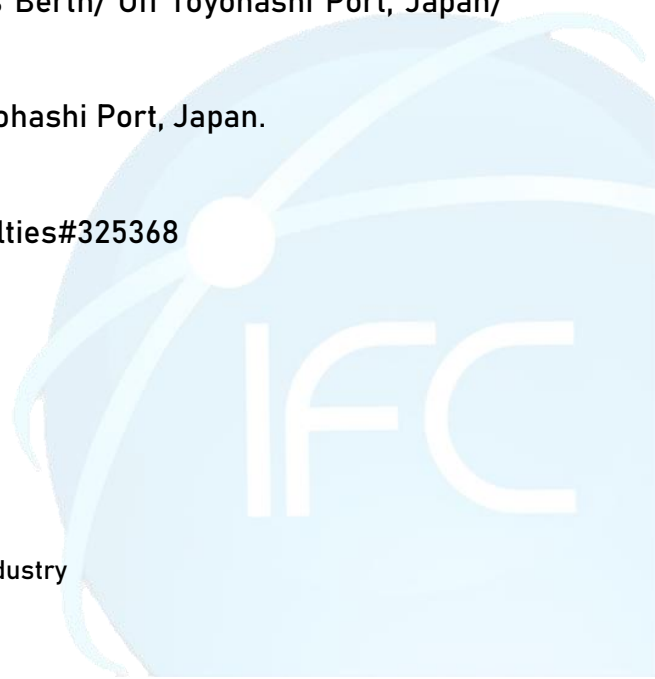 Berth/ Off Toyohashi Port, Japan/
ohashi Port, Japan.
lties#325368
IFC
dustry